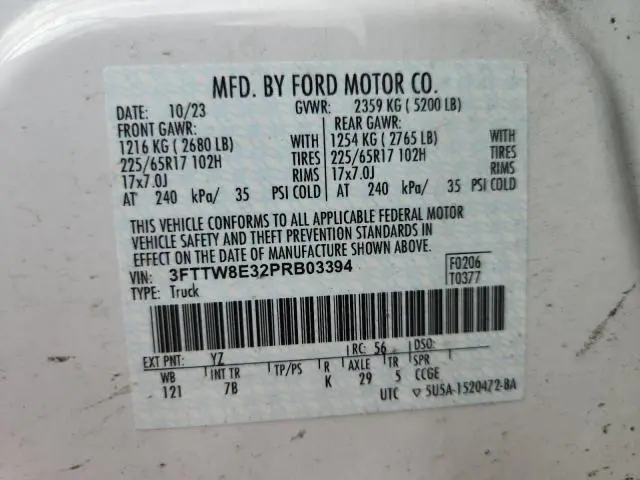 MFD. BY FORD MOTOR CO.
DATE: 10/23 GVWR: 2359 KG ( 5200 LB)
FRONT GAWR: REAR GAWR:
1216 KG ( 2680 LB) WITH 1254 KG ( 2765 LB) WITH
225/65R17 102H TIRES 225/65R17 102H TIRES
17x7.0J RIMS 17x7.0J RIMS
AT 240 kPa/ 35 PSI COLD AT 240 kPa/ 35 PSI COLD
THIS VEHICLE CONFORMS TO ALL APPLICABLE FEDERAL MOTOR
VEHICLE SAFETY AND THEFT PREVENTION STANDARDS IN
EFFECT ON THE DATE OF MANUFACTURE SHOWN ABOVE.
VIN: 3FTTW8E32PRB03394 F0206
TYPE: Truck T0377
EXT PNT: YZ RC: 56 DSO:
WB INT TR TP/PS R AXLE TR SPR
121 7B K 29 5 CCGE
UTC ▽ 5U5A-1520472-BA